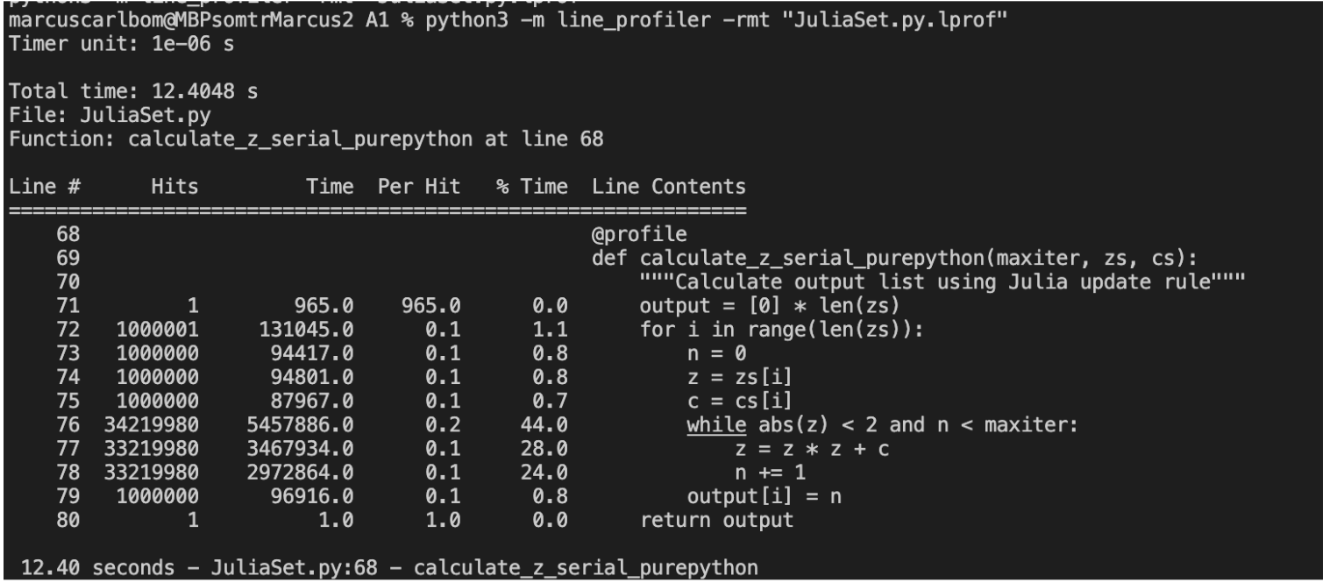 python3 -m line_profiler -rmt "JuliaSet.py.lprof"
marcuscarlbom@MBPsomtrMarcus2 A1 % python3 -m line_profiler -rmt "JuliaSet.py.lprof"
Timer unit: 1e-06 s
Total time: 12.4048 s
File: JuliaSet.py
Function: calculate_z_serial_purepython at line 68
Line #      Hits         Time  Per Hit   % Time  Line Contents
==============================================================
    68                                           @profile
    69                                           def calculate_z_serial_purepython(maxiter, zs, cs):
    70                                               """Calculate output list using Julia update rule"""
    71         1        965.0    965.0      0.0      output = [0] * len(zs)
    72   1000001     131045.0      0.1      1.1      for i in range(len(zs)):
    73   1000000      94417.0      0.1      0.8          n = 0
    74   1000000      94801.0      0.1      0.8          z = zs[i]
    75   1000000      87967.0      0.1      0.7          c = cs[i]
    76  34219980    5457886.0      0.2     44.0          while abs(z) < 2 and n < maxiter:
    77  33219980    3467934.0      0.1     28.0              z = z * z + c
    78  33219980    2972864.0      0.1     24.0              n += 1
    79   1000000      96916.0      0.1      0.8          output[i] = n
    80         1          1.0      1.0      0.0      return output
 12.40 seconds - JuliaSet.py:68 - calculate_z_serial_purepython